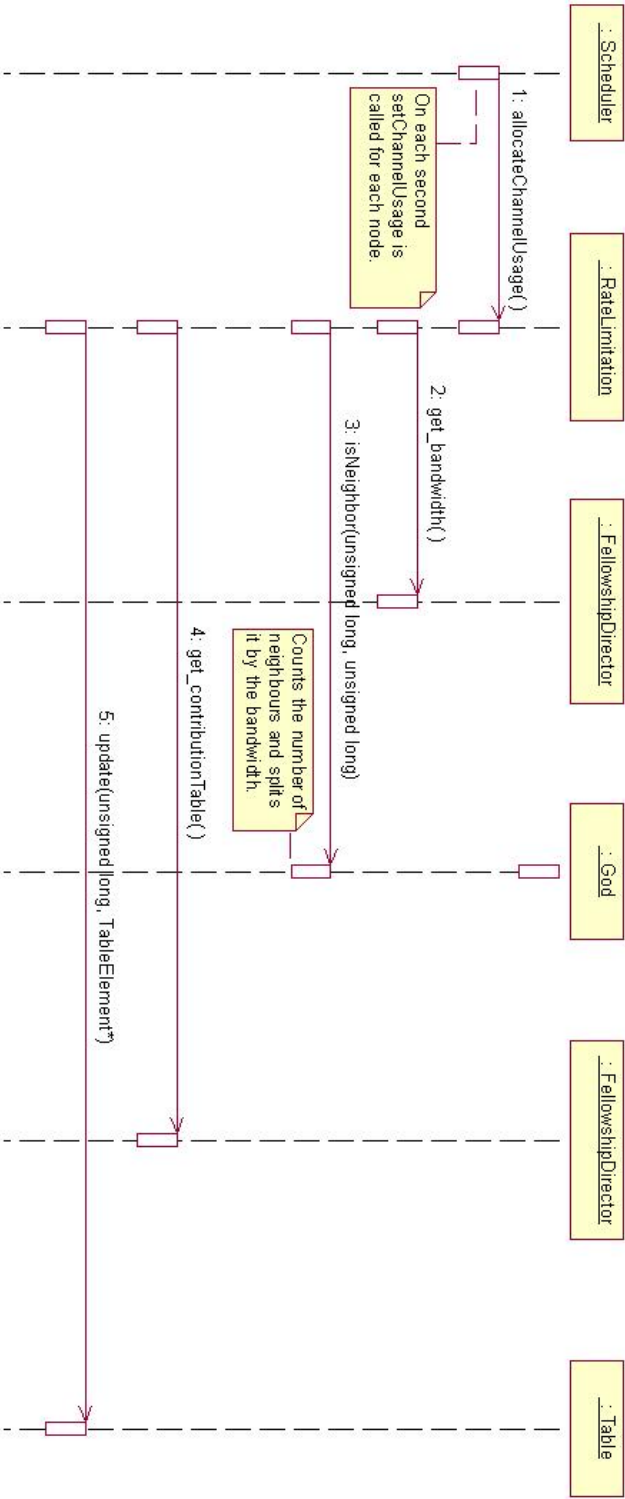 : Scheduler
: RateLimitation
: FellowshipDirector
: God
: FellowshipDirector
: Table
1: allocateChannelUsage( )
On each second
setChannelUsage is
called for each node.
2: get_bandwidth( )
3: isNeighbor(unsigned long, unsigned long)
Counts the number of
neighbours and splits
it by the bandwidth.
4: get_contributionTable( )
5: update(unsigned long, TableElement*)